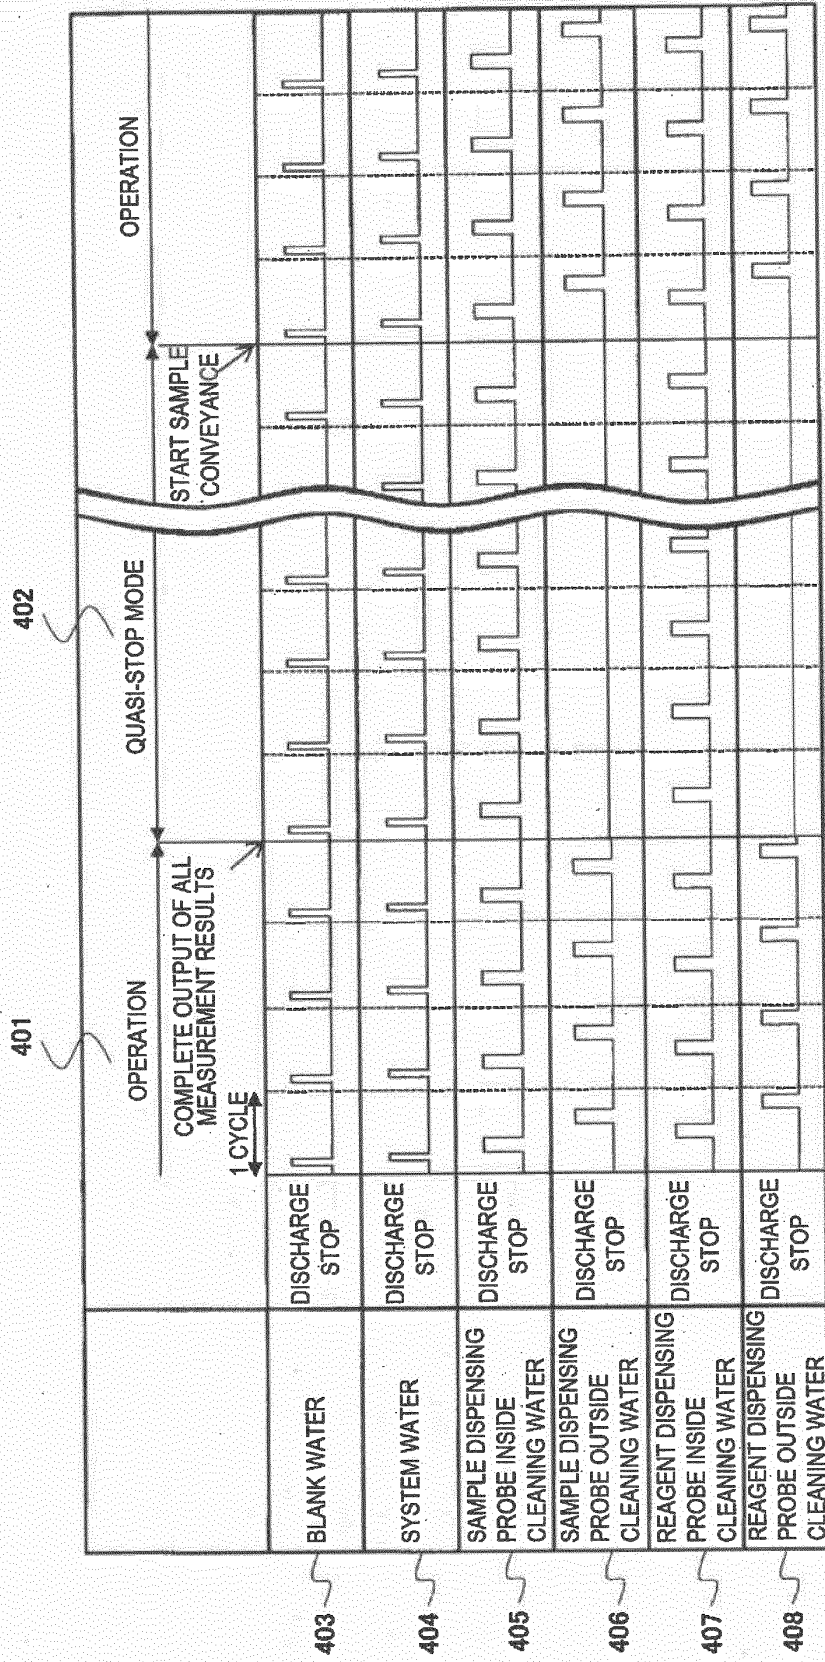 401
402
OPERATION
QUASI-STOP MODE
OPERATION
COMPLETE OUTPUT OF ALL
MEASUREMENT RESULTS
START SAMPLE
CONVEYANCE
1 CYCLE
403
BLANK WATER
DISCHARGE
STOP
404
SYSTEM WATER
DISCHARGE
STOP
405
SAMPLE DISPENSING
PROBE INSIDE
CLEANING WATER
DISCHARGE
STOP
406
SAMPLE DISPENSING
PROBE OUTSIDE
CLEANING WATER
DISCHARGE
STOP
407
REAGENT DISPENSING
PROBE INSIDE
CLEANING WATER
DISCHARGE
STOP
408
REAGENT DISPENSING
PROBE OUTSIDE
CLEANING WATER
DISCHARGE
STOP